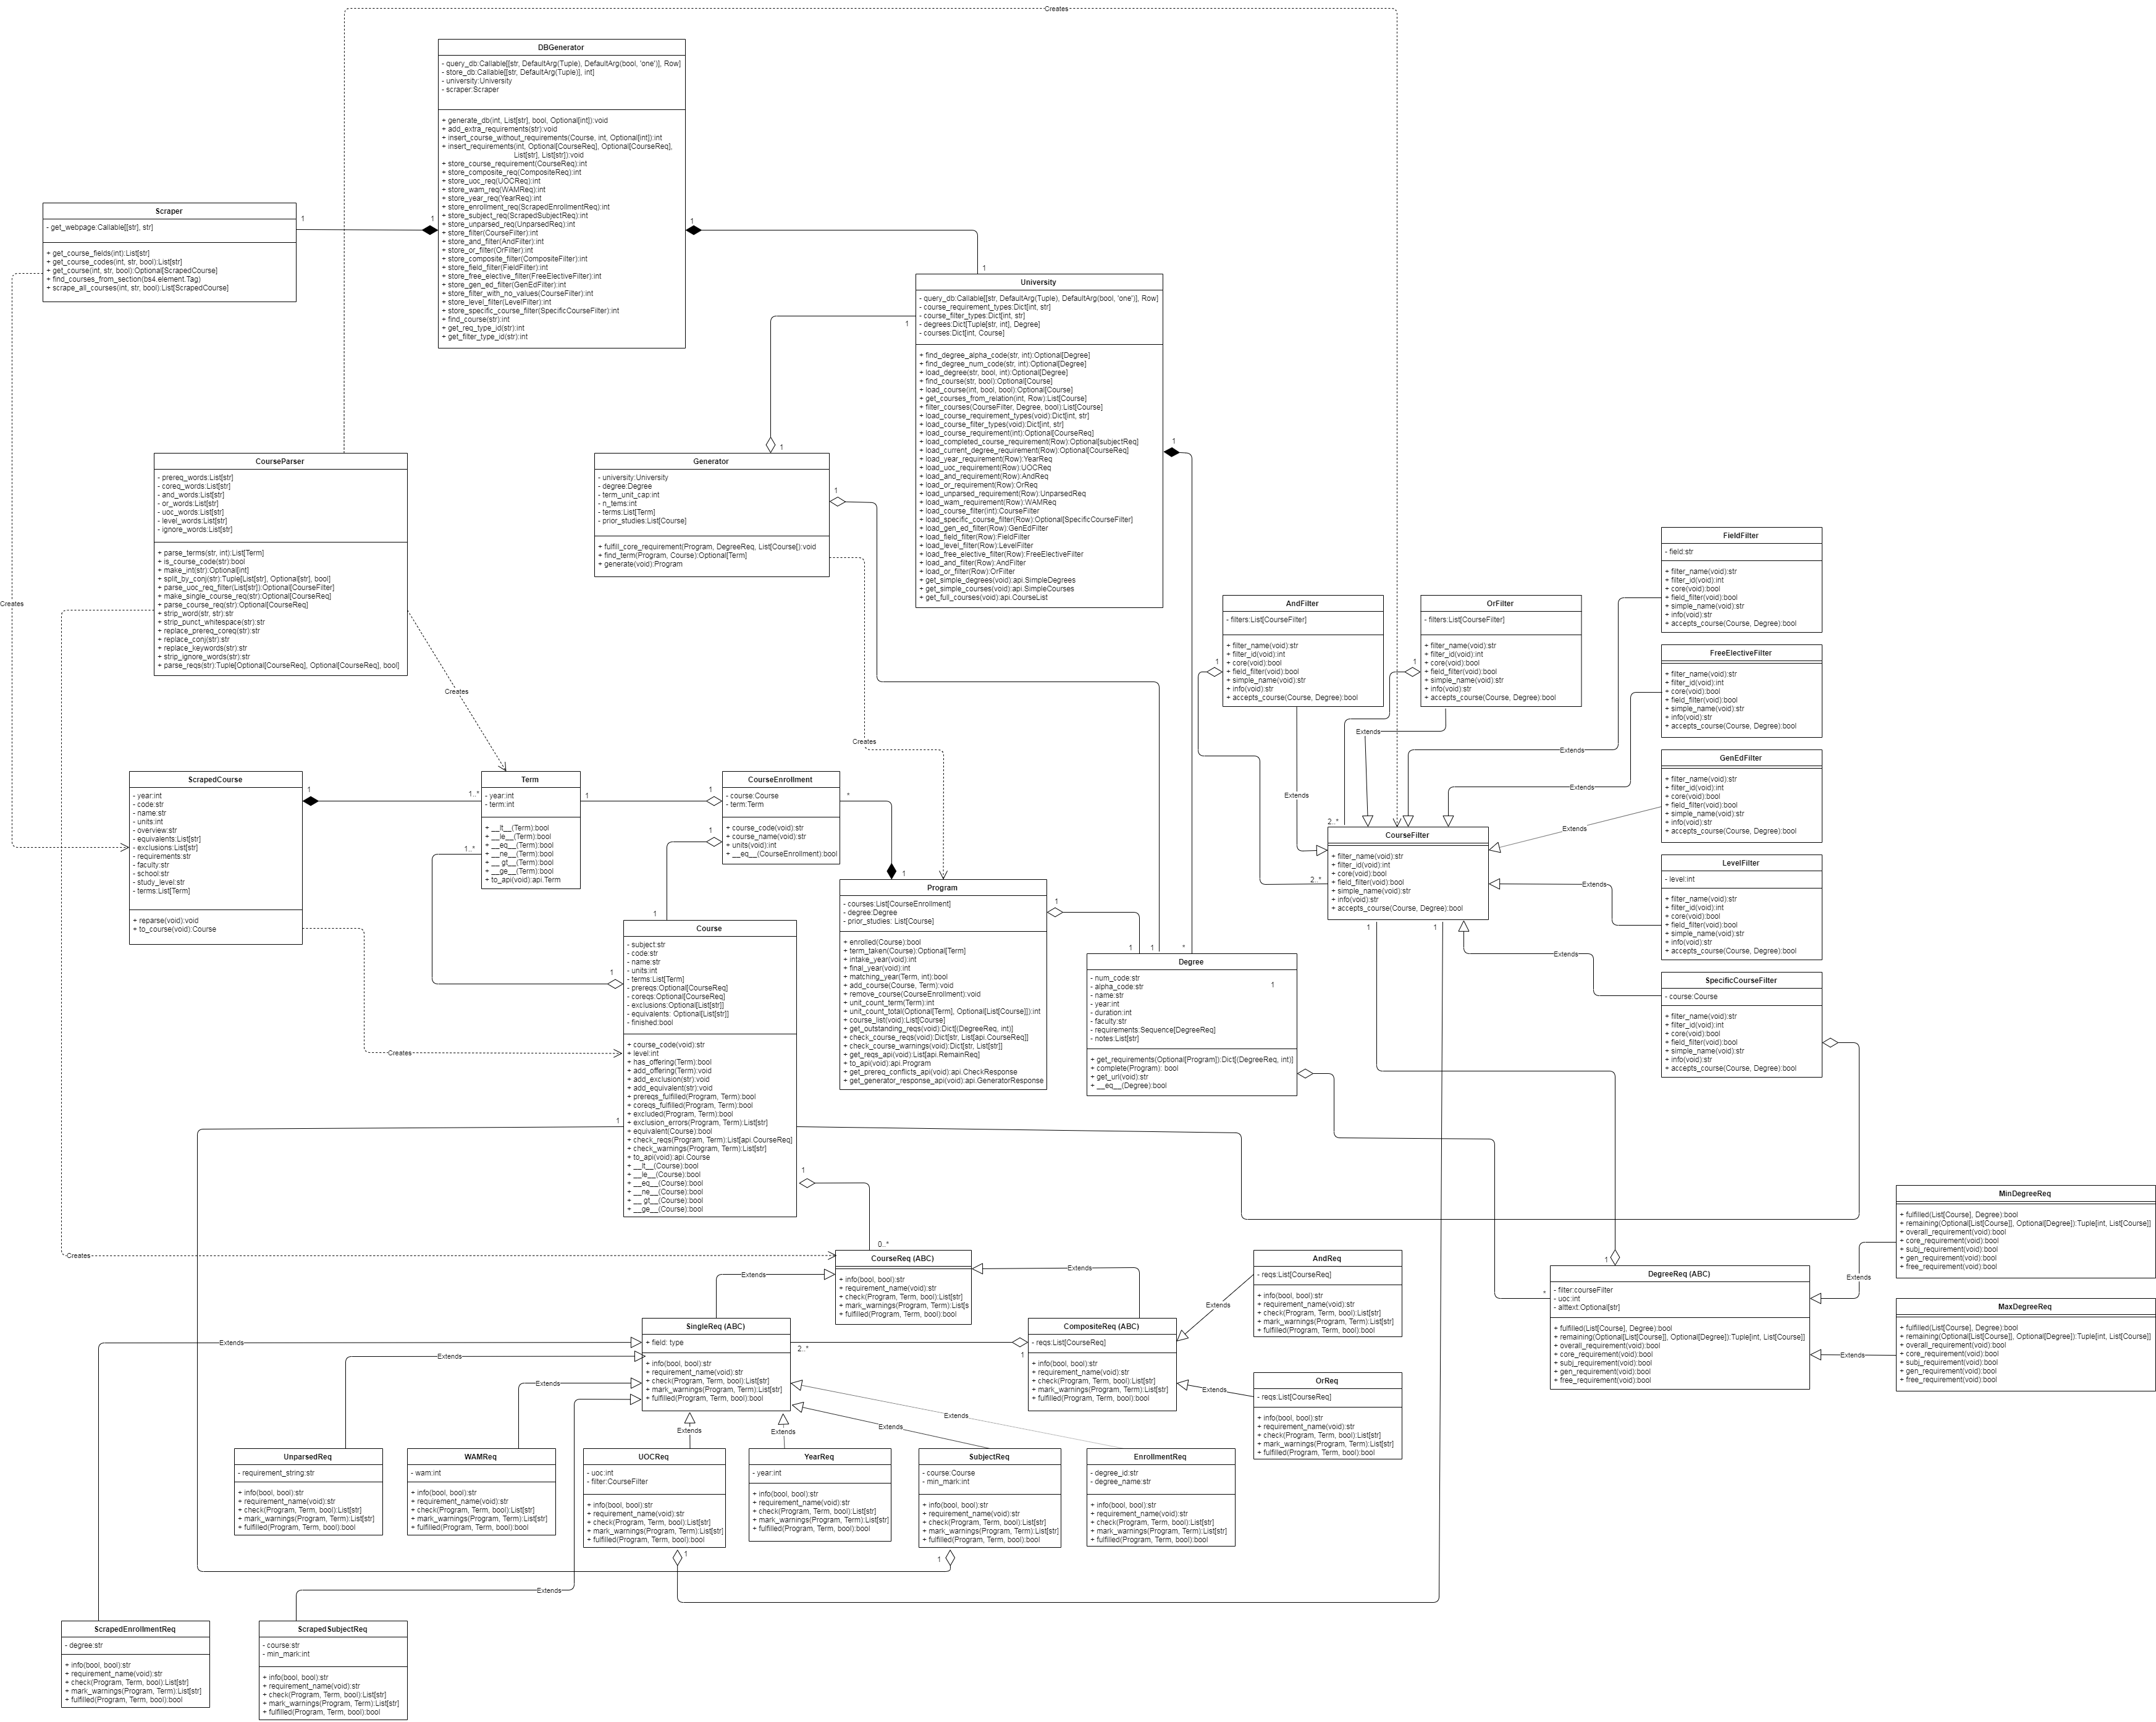 Creates
DBGenerator
- query_db:Callable[[str, DefaultArg(Tuple), DefaultArg(bool, 'one')], Row]
- store_db:Callable[[str, DefaultArg(Tuple)], int]
- university:University
- scraper:Scraper
+ generate_db(int, List[str], bool, Optional[int]):void
+ add_extra_requirements(str):void
+ insert_course_without_requirements(Course, int, Optional[int]):int
+ insert_requirements(int, Optional[CourseReq], Optional[CourseReq],
List[str], List[str]):void
+ store_course_requirement(CourseReq):int
+ store_composite_req(CompositeReq):int
+ store_uoc_req(UOCReq):int
+ store_wam_req(WAMReq):int
+ store_year_req(YearReq):int
+ store_enrollment_req(ScrapedEnrollmentReq):int
+ store_subject_req(ScrapedSubjectReq):int
+ store_unparsed_req(UnparsedReq):int
+ store_filter(CourseFilter):int
+ store_and_filter(AndFilter):int
+ store_or_filter(OrFilter):int
+ store_composite_filter(CompositeFilter):int
+ store_field_filter(FieldFilter):int
+ store_free_elective_filter(FreeElectiveFilter):int
+ store_gen_ed_filter(GenEdFilter):int
+ store_filter_with_no_values(CourseFilter):int
+ store_level_filter(LevelFilter):int
+ store_specific_course_filter(SpecificCourseFilter):int
+ find_course(str):int
+ get_req_type_id(str):int
+ get_filter_type_id(str):int
Scraper
- get_webpage:Callable[[str], str]
+ get_course_fields(int):List[str]
+ get_course_codes(int, str, bool):List[str]
+ get_course(int, str, bool):Optional[ScrapedCourse]
+ find_courses_from_section(bs4.element.Tag)
+ scrape_all_courses(int, str, bool):List[ScrapedCourse]
1
1
1
1
University
- query_db:Callable[[str, DefaultArg(Tuple), DefaultArg(bool, 'one')], Row]
- course_requirement_types:Dict[int, str]
- course_filter_types:Dict[int, str]
- degrees:Dict[Tuple[str, int], Degree]
- courses:Dict[int, Course]
+ find_degree_alpha_code(str, int):Optional[Degree]
+ find_degree_num_code(str, int):Optional[Degree]
+ load_degree(str, bool, int):Optional[Degree]
+ find_course(str, bool):Optional[Course]
+ load_course(int, bool, bool):Optional[Course]
+ get_courses_from_relation(int, Row):List[Course]
+ filter_courses(CourseFilter, Degree, bool):List[Course]
+ load_course_requirement_types(void):Dict[int, str]
+ load_course_filter_types(void):Dict[int, str]
+ load_course_requirement(int):Optional[CourseReq]
+ load_completed_course_requirement(Row):Optional[subjectReq]
+ load_current_degree_requirement(Row):Optional[CourseReq]
+ load_year_requirement(Row):YearReq
+ load_uoc_requirement(Row):UOCReq
+ load_and_requirement(Row):AndReq
+ load_or_requirement(Row):OrReq
+ load_unparsed_requirement(Row):UnparsedReq
+ load_wam_requirement(Row):WAMReq
+ load_course_filter(int):CourseFilter
+ load_specific_course_filter(Row):Optional[SpecificCourseFilter]
+ load_gen_ed_filter(Row):GenEdFilter
+ load_field_filter(Row):FieldFilter
+ load_level_filter(Row):LevelFilter
+ load_free_elective_filter(Row):FreeElectiveFilter
+ load_and_filter(Row):AndFilter
+ load_or_filter(Row):OrFilter
+ get_simple_degrees(void):api.SimpleDegrees
+ get_simple_courses(void):api.SimpleCourses
+ get_full_courses(void):api.CourseList
1
1
1
CourseParser
- prereq_words:List[str]
- coreq_words:List[str]
- and_words:List[str]
- or_words:List[str]
- uoc_words:List[str]
- level_words:List[str]
- ignore_words:List[str]
+ parse_terms(str, int):List[Term]
+ is_course_code(str):bool
+ make_int(str):Optional[int]
+ split_by_conj(str):Tuple[List[str], Optional[str], bool]
+ parse_uoc_req_filter(List[str]):Optional[CourseFilter]
+ make_single_course_req(str):Optional[CourseReq]
+ parse_course_req(str):Optional[CourseReq]
+ strip_word(str, str):str
+ strip_punct_whitespace(str):str
+ replace_prereq_coreq(str):str
+ replace_conj(str):str
+ replace_keywords(str):str
+ strip_ignore_words(str):str
+ parse_reqs(str):Tuple[Optional[CourseReq], Optional[CourseReq], bool]
Generator
- university:University
- degree:Degree
- term_unit_cap:int
- n_tems:int
- terms:List[Term]
- prior_studies:List[Course]
+ fulfill_core_requirement(Program, DegreeReq, List[Course[):void
+ find_term(Program, Course):Optional[Term]
+ generate(void):Program
1
Creates
Creates
Creates
AndFilter
- filters:List[CourseFilter]
+ filter_name(void):str
+ filter_id(void):int
+ core(void):bool
+ field_filter(void):bool
+ simple_name(void):str
+ info(void):str
+ accepts_course(Course, Degree):bool
1
OrFilter
- filters:List[CourseFilter]
+ filter_name(void):str
+ filter_id(void):int
+ core(void):bool
+ field_filter(void):bool
+ simple_name(void):str
+ info(void):str
+ accepts_course(Course, Degree):bool
1
FieldFilter
- field:str
+ filter_name(void):str
+ filter_id(void):int
+ core(void):bool
+ field_filter(void):bool
+ simple_name(void):str
+ info(void):str
+ accepts_course(Course, Degree):bool
FreeElectiveFilter
+ filter_name(void):str
+ filter_id(void):int
+ core(void):bool
+ field_filter(void):bool
+ simple_name(void):str
+ info(void):str
+ accepts_course(Course, Degree):bool
GenEdFilter
+ filter_name(void):str
+ filter_id(void):int
+ core(void):bool
+ field_filter(void):bool
+ simple_name(void):str
+ info(void):str
+ accepts_course(Course, Degree):bool
LevelFilter
- level:int
+ filter_name(void):str
+ filter_id(void):int
+ core(void):bool
+ field_filter(void):bool
+ simple_name(void):str
+ info(void):str
+ accepts_course(Course, Degree):bool
SpecificCourseFilter
- course:Course
+ filter_name(void):str
+ filter_id(void):int
+ core(void):bool
+ field_filter(void):bool
+ simple_name(void):str
+ info(void):str
+ accepts_course(Course, Degree):bool
Extends
Extends
Extends
Extends
Extends
Extends
Extends
2..*
2..*
CourseFilter
+ filter_name(void):str
+ filter_id(void):int
+ core(void):bool
+ field_filter(void):bool
+ simple_name(void):str
+ info(void):str
+ accepts_course(Course, Degree):bool
1
1
ScrapedCourse
- year:int
- code:str
- name:str
- units:int
- overview:str
- equivalents:List[str]
- exclusions:List[str]
- requirements:str
- faculty:str
- school:str
- study_level:str
- terms:List[Term]
+ reparse(void):void
+ to_course(void):Course
1
1..*
Term
- year:int
- term:int
+ __lt__(Term):bool
+ __le__(Term):bool
+ __eq__(Term):bool
+ __ne__(Term):bool
+ __ gt__(Term):bool
+ __ge__(Term):bool
+ to_api(void):api.Term
1..*
1
1
CourseEnrollment
- course:Course
- term:Term
+ course_code(void):str
+ course_name(void):str
+ units(void):int
+ __eq__(CourseEnrollment):bool
1
1
*
1
Program
- courses:List[CourseEnrollment]
- degree:Degree
- prior_studies: List[Course]
+ enrolled(Course):bool
+ term_taken(Course):Optional[Term]
+ intake_year(void):int
+ final_year(void):int
+ matching_year(Term, int):bool
+ add_course(Course, Term):void
+ remove_course(CourseEnrollment):void
+ unit_count_term(Term):int
+ unit_count_total(Optional[Term], Optional[List[Course]]):int
+ course_list(void):List[Course]
+ get_outstanding_reqs(void):Dict[(DegreeReq, int)]
+ check_course_reqs(void):Dict[str, List[api.CourseReq]]
+ check_course_warnings(void):Dict[str, List[str]]
+ get_reqs_api(void):List[api.RemainReq]
+ to_api(void):api.Program
+ get_prereq_conflicts_api(void):api.CheckResponse
+ get_generator_response_api(void):api.GeneratorResponse
1
1
1
*
Degree
- num_code:str
- alpha_code:str
- name:str
- year:int
- duration:int
- faculty:str
- requirements:Sequence[DegreeReq]
- notes:List[str]
1
+ get_requirements(Optional[Program]):Dict[(DegreeReq, int)]
+ complete(Program): bool
+ get_url(void):str
+ __eq__(Degree):bool
Course
- subject:str
- code:str
- name:str
- units:int
- terms:List[Term]
- prereqs:Optional[CourseReq]
- coreqs:Optional[CourseReq]
- exclusions:Optional[List[str]]
- equivalents: Optional[List[str]]
- finished:bool
+ course_code(void):str
+ level:int
+ has_offering(Term):bool
+ add_offering(Term):void
+ add_exclusion(str):void
+ add_equivalent(str):void
+ prereqs_fulfilled(Program, Term):bool
+ coreqs_fulfilled(Program, Term):bool
+ excluded(Program, Term):bool
+ exclusion_errors(Program, Term):List[str]
+ equivalent(Course):bool
+ check_reqs(Program, Term):List[api.CourseReq]
+ check_warnings(Program, Term):List[str]
+ to_api(void):api.Course
+ __lt__(Course):bool
+ __le__(Course):bool
+ __eq__(Course):bool
+ __ne__(Course):bool
+ __ gt__(Course):bool
+ __ge__(Course):bool
1
Creates
1
1
0..*
Creates
CourseReq (ABC)
+ info(bool, bool):str
+ requirement_name(void):str
+ check(Program, Term, bool):List[str]
+ mark_warnings(Program, Term):List[s
+ fulfilled(Program, Term, bool):bool
Extends
Extends
SingleReq (ABC)
+ field: type
+ info(bool, bool):str
+ requirement_name(void):str
+ check(Program, Term, bool):List[str]
+ mark_warnings(Program, Term):List[str]
+ fulfilled(Program, Term, bool):bool
2..*
1
CompositeReq (ABC)
- reqs:List[CourseReq]
+ info(bool, bool):str
+ requirement_name(void):str
+ check(Program, Term, bool):List[str]
+ mark_warnings(Program, Term):List[str]
+ fulfilled(Program, Term, bool):bool
AndReq
- reqs:List[CourseReq]
+ info(bool, bool):str
+ requirement_name(void):str
+ check(Program, Term, bool):List[str]
+ mark_warnings(Program, Term):List[str]
+ fulfilled(Program, Term, bool):bool
Extends
OrReq
- reqs:List[CourseReq]
+ info(bool, bool):str
+ requirement_name(void):str
+ check(Program, Term, bool):List[str]
+ mark_warnings(Program, Term):List[str]
+ fulfilled(Program, Term, bool):bool
Extends
1
*
DegreeReq (ABC)
- filter:courseFilter
- uoc:int
- alttext:Optional[str]
+ fulfilled(List[Course], Degree):bool
+ remaining(Optional[List[Course]], Optional[Degree]):Tuple[int, List[Course]]
+ overall_requirement(void):bool
+ core_requirement(void):bool
+ subj_requirement(void):bool
+ gen_requirement(void):bool
+ free_requirement(void):bool
MinDegreeReq
+ fulfilled(List[Course], Degree):bool
+ remaining(Optional[List[Course]], Optional[Degree]):Tuple[int, List[Course]]
+ overall_requirement(void):bool
+ core_requirement(void):bool
+ subj_requirement(void):bool
+ gen_requirement(void):bool
+ free_requirement(void):bool
Extends
MaxDegreeReq
+ fulfilled(List[Course], Degree):bool
+ remaining(Optional[List[Course]], Optional[Degree]):Tuple[int, List[Course]]
+ overall_requirement(void):bool
+ core_requirement(void):bool
+ subj_requirement(void):bool
+ gen_requirement(void):bool
+ free_requirement(void):bool
Extends
Extends
Extends
Extends
Extends
Extends
Extends
Extends
Extends
UnparsedReq
- requirement_string:str
+ info(bool, bool):str
+ requirement_name(void):str
+ check(Program, Term, bool):List[str]
+ mark_warnings(Program, Term):List[str]
+ fulfilled(Program, Term, bool):bool
WAMReq
- wam:int
+ info(bool, bool):str
+ requirement_name(void):str
+ check(Program, Term, bool):List[str]
+ mark_warnings(Program, Term):List[str]
+ fulfilled(Program, Term, bool):bool
UOCReq
- uoc:int
- filter:CourseFilter
+ info(bool, bool):str
+ requirement_name(void):str
+ check(Program, Term, bool):List[str]
+ mark_warnings(Program, Term):List[str]
+ fulfilled(Program, Term, bool):bool
1
YearReq
- year:int
+ info(bool, bool):str
+ requirement_name(void):str
+ check(Program, Term, bool):List[str]
+ mark_warnings(Program, Term):List[str]
+ fulfilled(Program, Term, bool):bool
SubjectReq
- course:Course
- min_mark:int
+ info(bool, bool):str
+ requirement_name(void):str
+ check(Program, Term, bool):List[str]
+ mark_warnings(Program, Term):List[str]
+ fulfilled(Program, Term, bool):bool
1
EnrollmentReq
- degree_id:str
- degree_name:str
+ info(bool, bool):str
+ requirement_name(void):str
+ check(Program, Term, bool):List[str]
+ mark_warnings(Program, Term):List[str]
+ fulfilled(Program, Term, bool):bool
ScrapedEnrollmentReq
- degree:str
+ info(bool, bool):str
+ requirement_name(void):str
+ check(Program, Term, bool):List[str]
+ mark_warnings(Program, Term):List[str]
+ fulfilled(Program, Term, bool):bool
ScrapedSubjectReq
- course:str
- min_mark:int
+ info(bool, bool):str
+ requirement_name(void):str
+ check(Program, Term, bool):List[str]
+ mark_warnings(Program, Term):List[str]
+ fulfilled(Program, Term, bool):bool